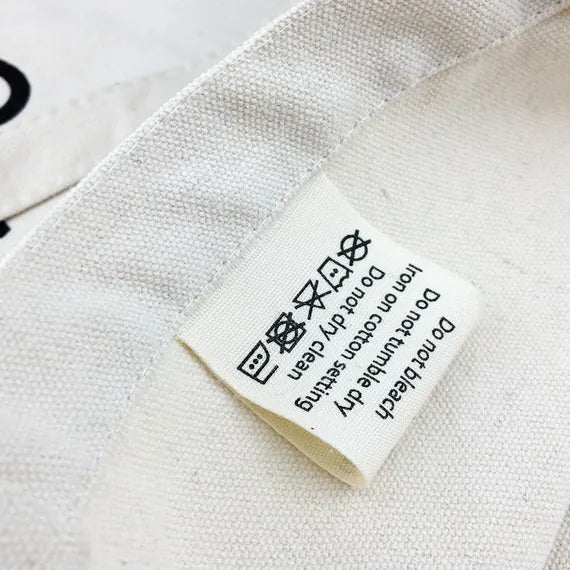 Do not bleach
Do not tumble dry
Iron on cotton setting
Do not dry clean